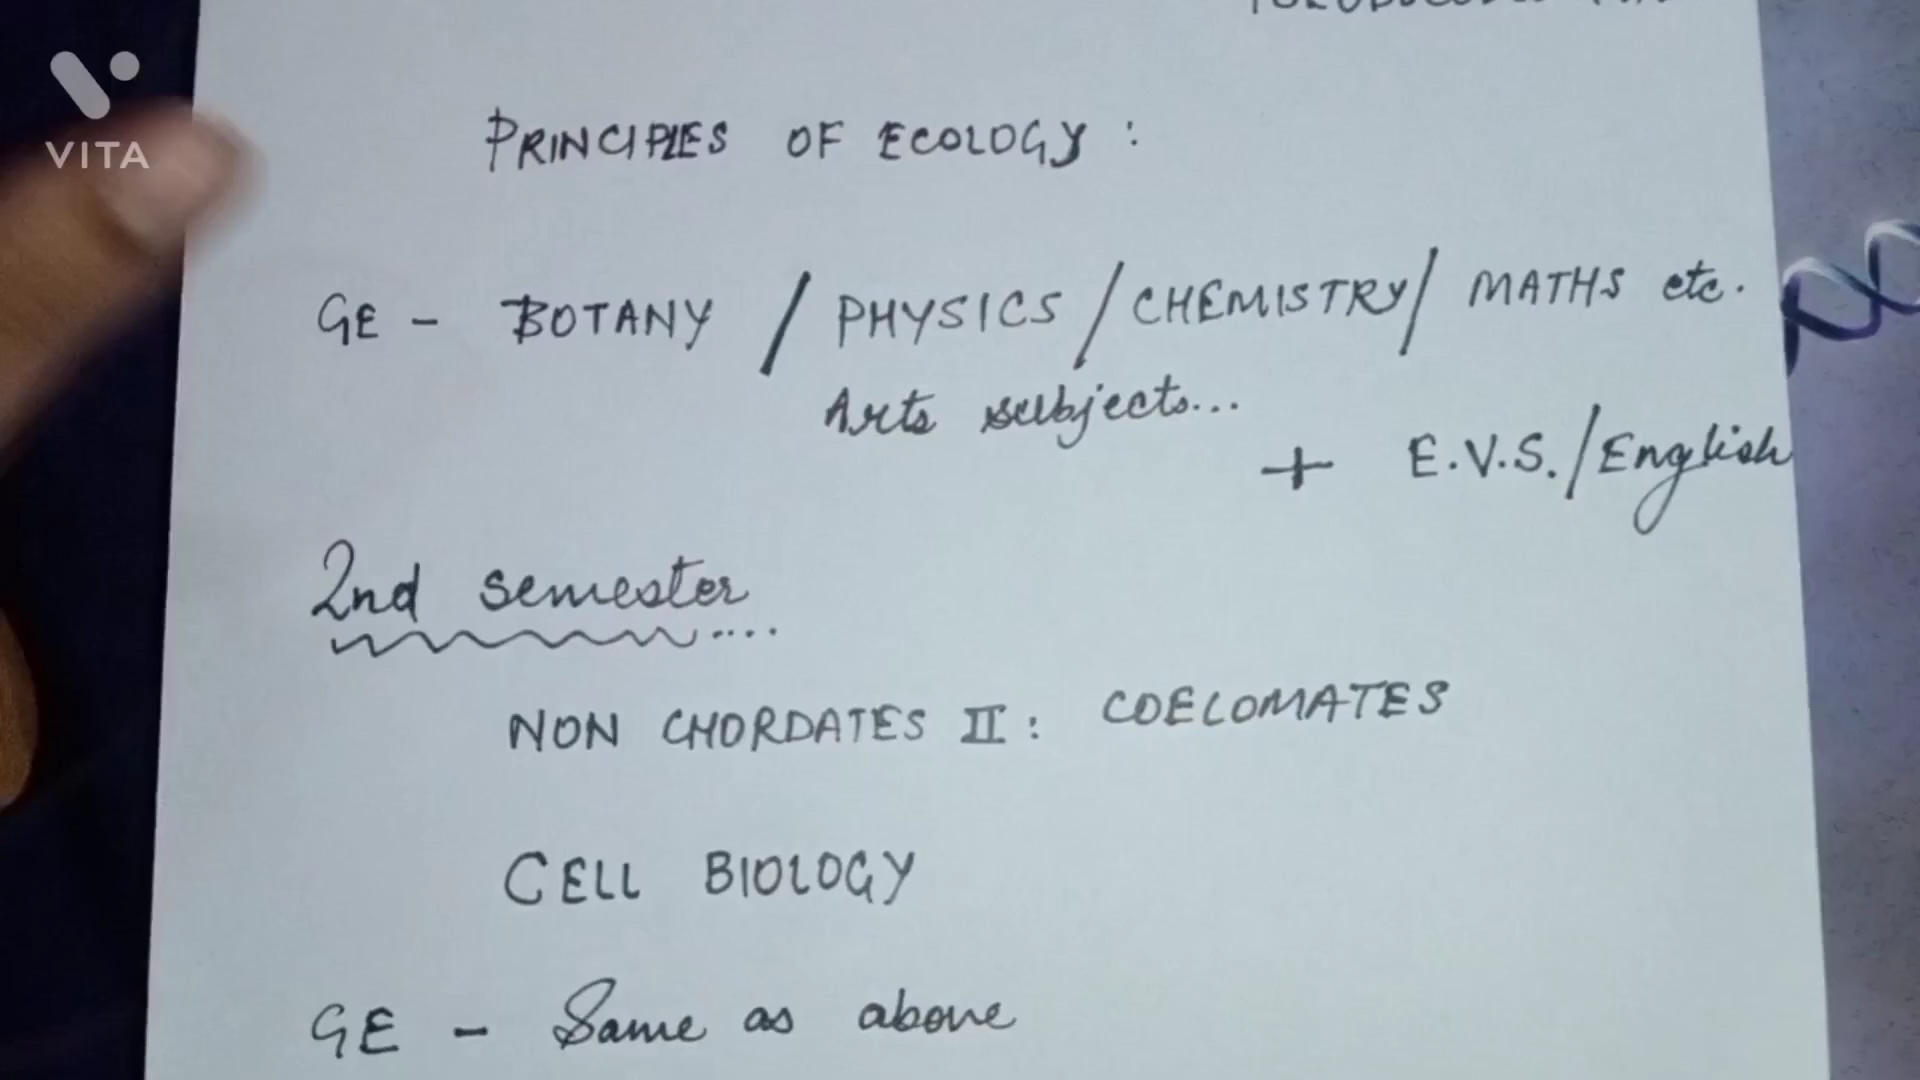 VITA
PRINCIPLES OF ECOLOGY :
GE - BOTANY / PHYSICS / CHEMISTRY / MATHS etc.
Arts subjects...
+ E.V.S. / English
2nd semester ....
NON CHORDATES II : COELOMATES
CELL BIOLOGY
GE - Same as above